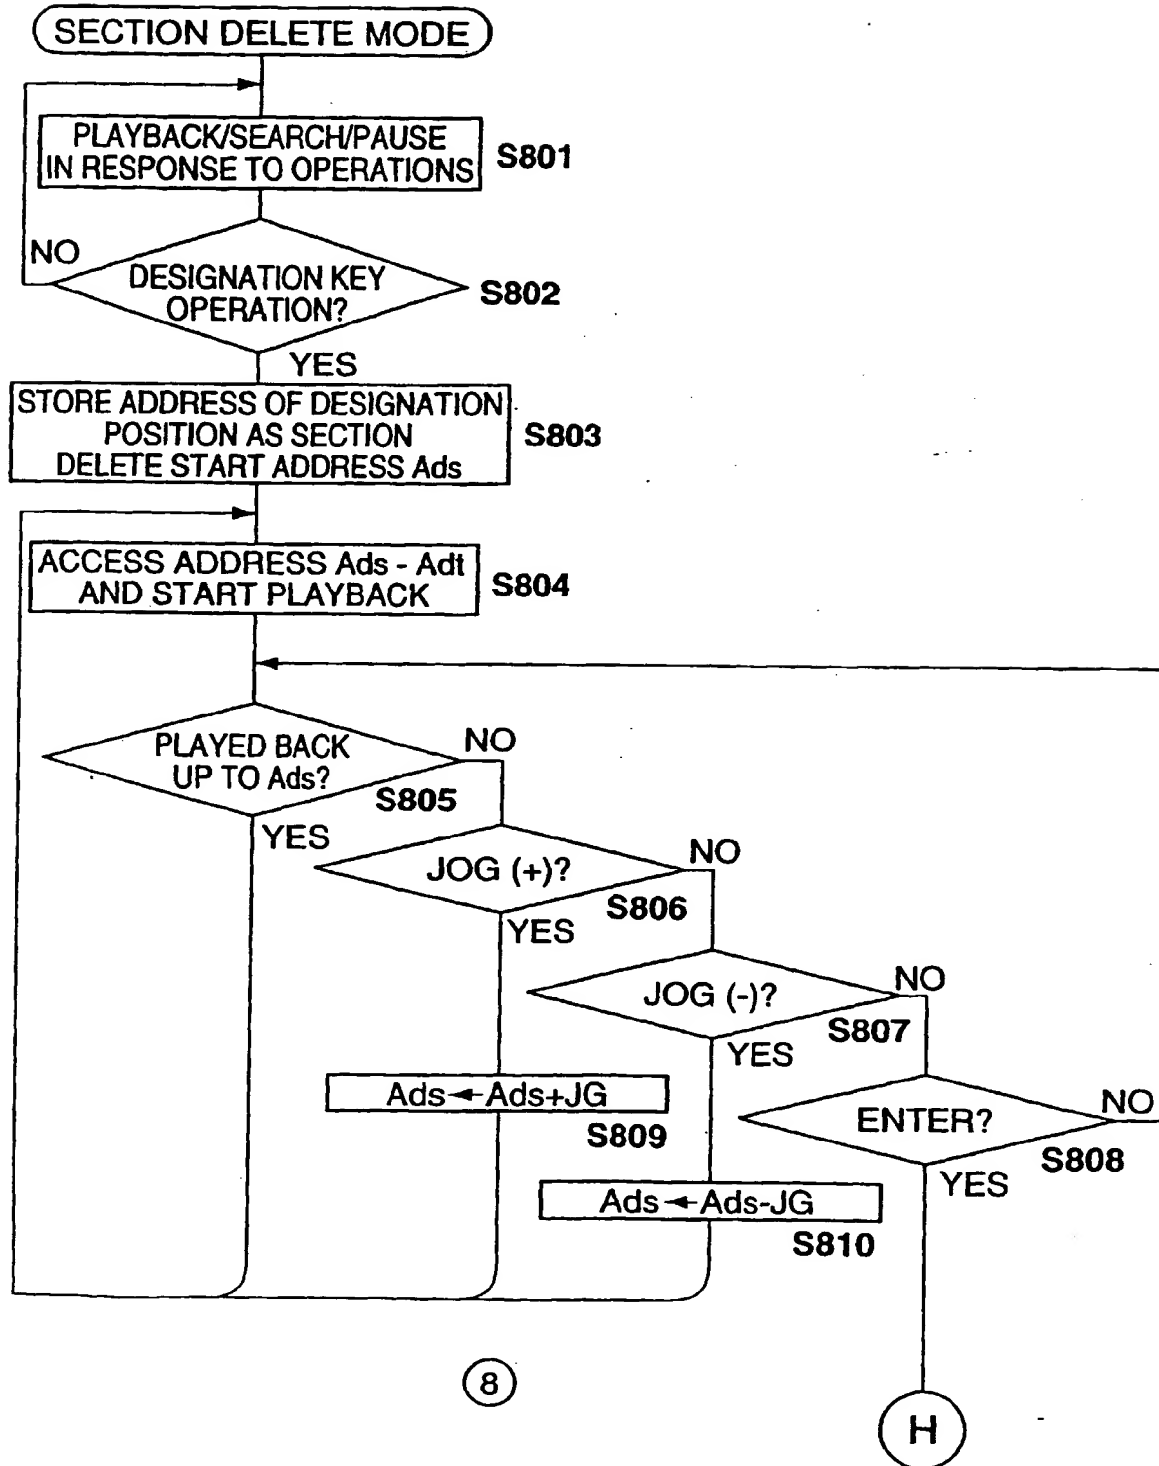 SECTION DELETE MODE
PLAYBACK/SEARCH/PAUSE
IN RESPONSE TO OPERATIONS
S801
NO
DESIGNATION KEY
OPERATION?
S802
YES
STORE ADDRESS OF DESIGNATION
POSITION AS SECTION
DELETE START ADDRESS Ads
S803
ACCESS ADDRESS Ads - Adt
AND START PLAYBACK
S804
PLAYED BACK
UP TO Ads?
NO
S805
YES
JOG (+)?
NO
S806
YES
JOG (-)?
NO
S807
YES
Ads←Ads+JG
S809
ENTER?
NO
S808
YES
Ads←Ads-JG
S810
8
H